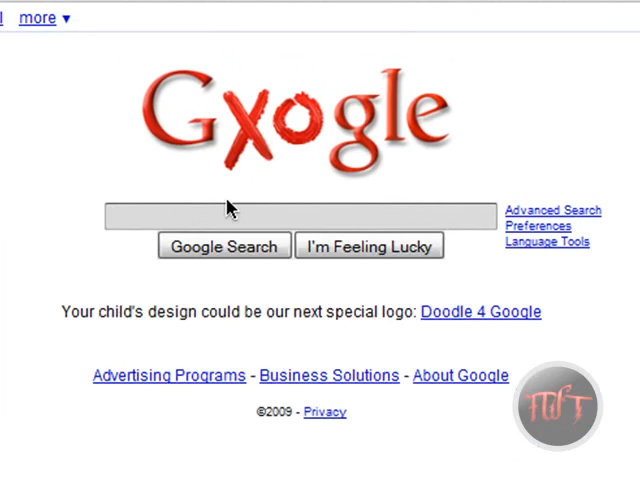 more ▼
Gxogle
Advanced Search
Preferences
Language Tools
Google Search
I'm Feeling Lucky
Your child's design could be our next special logo: Doodle 4 Google
Advertising Programs - Business Solutions - About Google
©2009 - Privacy